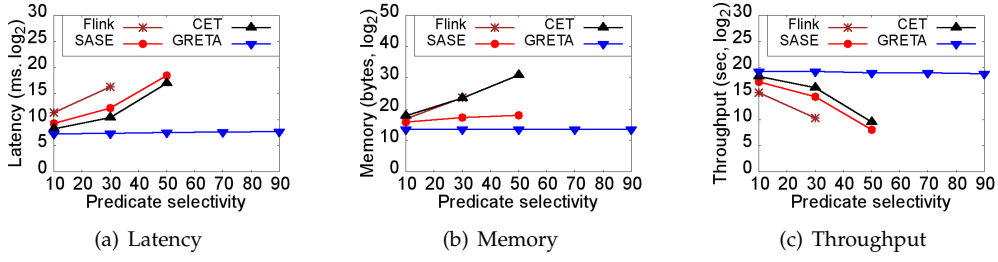 Latency (ms. log2)
30
25
20
15
10
5
0
Flink
CET
SASE
GRETA
10 20 30 40 50 60 70 80 90
Predicate selectivity
(a) Latency
Memory (bytes, log2)
50
40
30
20
10
0
Flink
CET
SASE
GRETA
10 20 30 40 50 60 70 80 90
Predicate selectivity
(b) Memory
Throughput (sec, log2)
30
25
20
15
10
5
0
Flink
CET
SASE
GRETA
10 20 30 40 50 60 70 80 90
Predicate selectivity
(c) Throughput